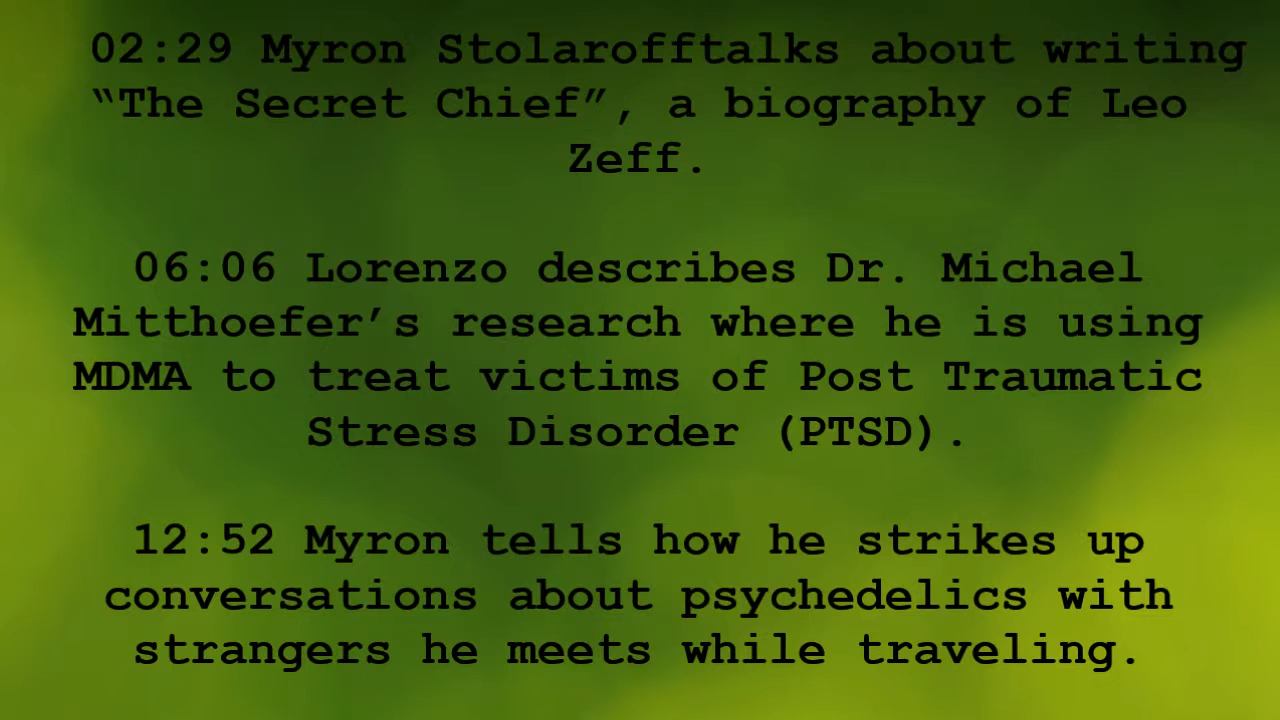 02:29 Myron Stolarofftalks about writing
“The Secret Chief”, a biography of Leo
Zeff.
06:06 Lorenzo describes Dr. Michael
Mitthoefer’s research where he is using
MDMA to treat victims of Post Traumatic
Stress Disorder (PTSD).
12:52 Myron tells how he strikes up
conversations about psychedelics with
strangers he meets while traveling.